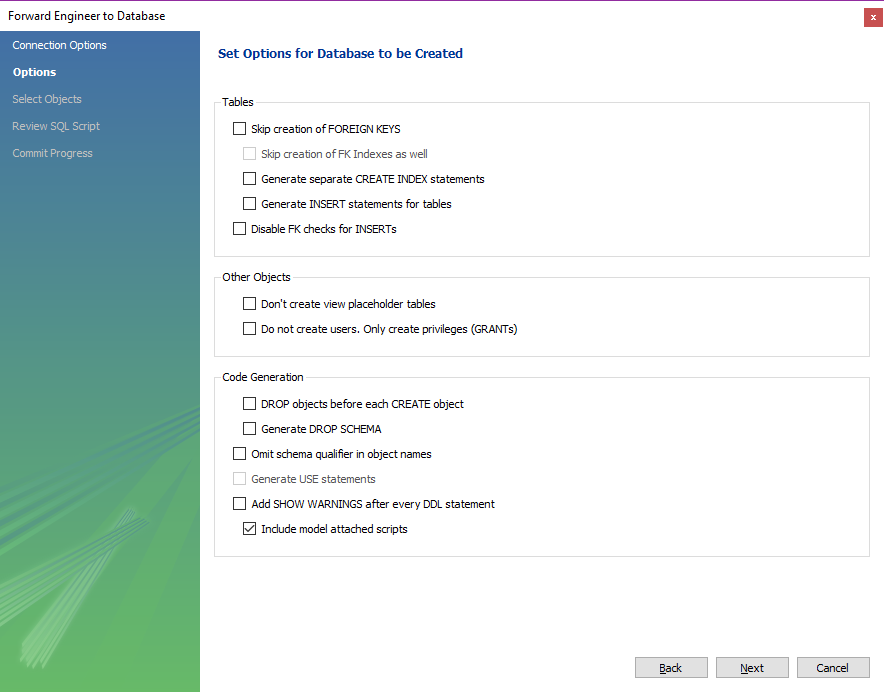 Forward Engineer to Database
x
Connection Options
Options
Select Objects
Review SQL Script
Commit Progress
Set Options for Database to be Created
Tables
Skip creation of FOREIGN KEYS
Skip creation of FK Indexes as well
Generate separate CREATE INDEX statements
Generate INSERT statements for tables
Disable FK checks for INSERTs
Other Objects
Don't create view placeholder tables
Do not create users. Only create privileges (GRANTs)
Code Generation
DROP objects before each CREATE object
Generate DROP SCHEMA
Omit schema qualifier in object names
Generate USE statements
Add SHOW WARNINGS after every DDL statement
Include model attached scripts
Back Next Cancel